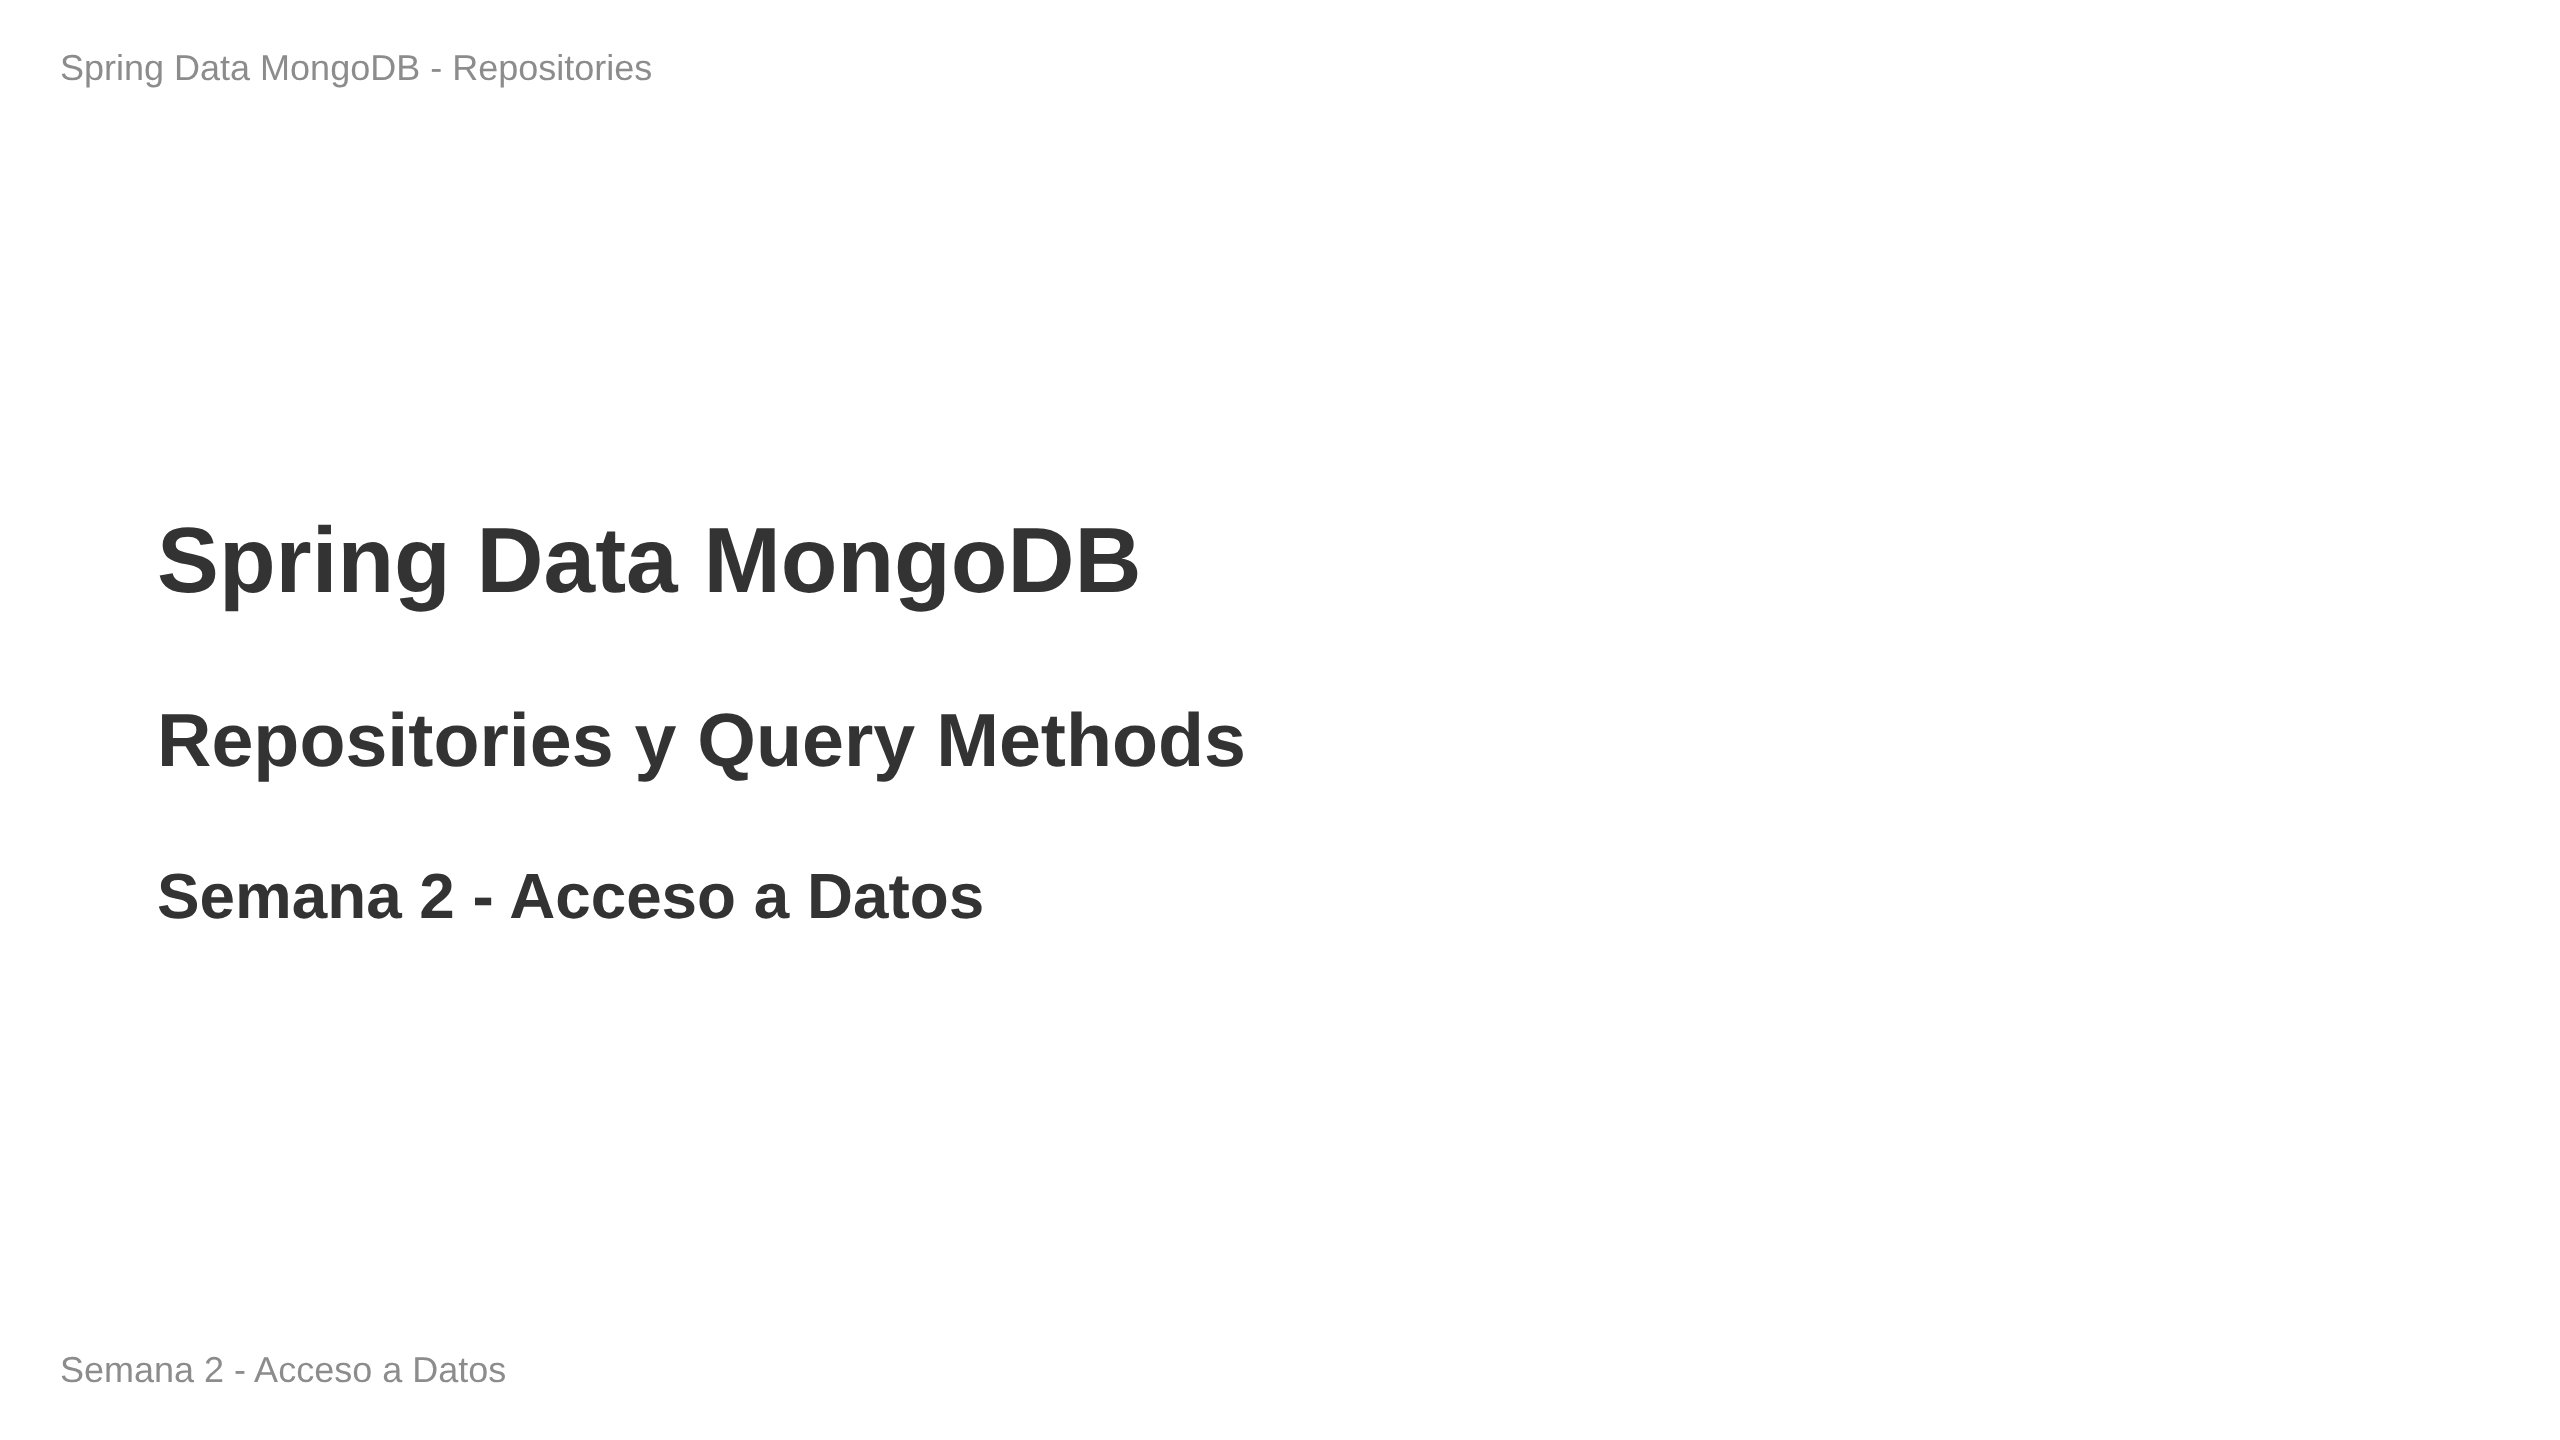 Spring Data MongoDB - Repositories
Spring Data MongoDB
Repositories y Query Methods
Semana 2 - Acceso a Datos
Semana 2 - Acceso a Datos